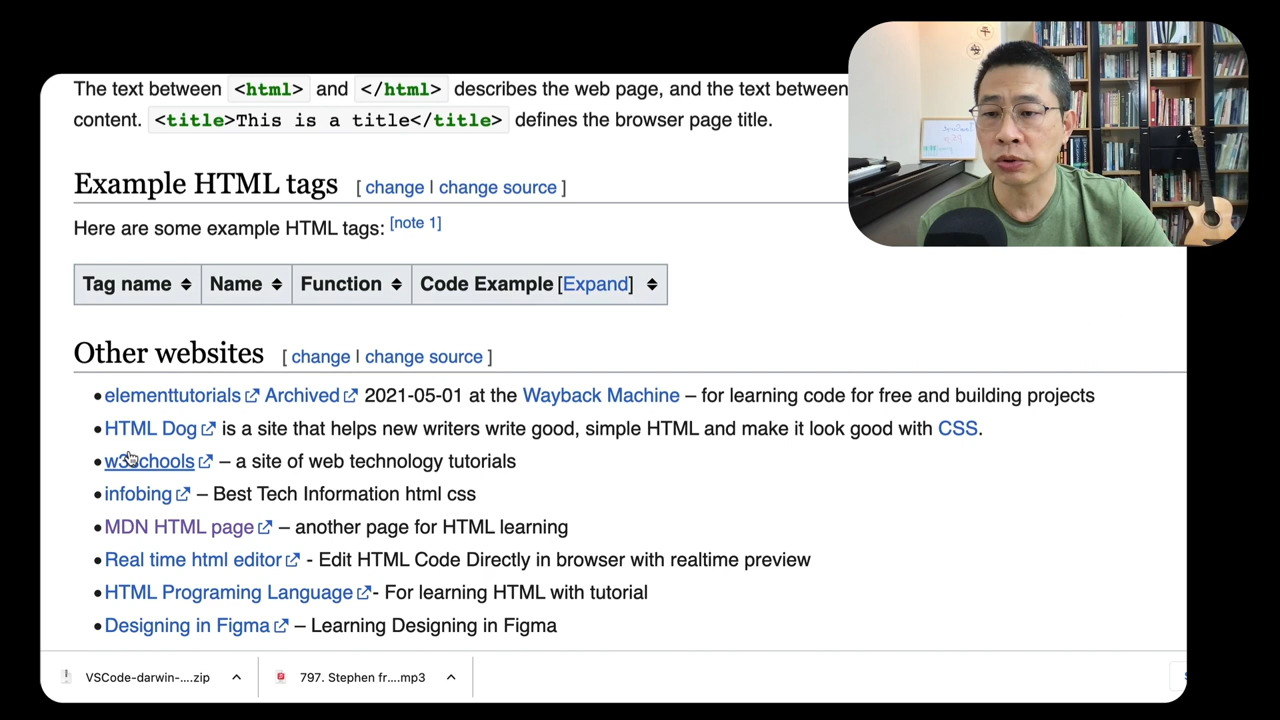 The text between <html> and </html> describes the web page, and the text between
content. <title>This is a title</title> defines the browser page title.
Example HTML tags [ change | change source ]
Here are some example HTML tags: [note 1]
Tag name Name Function Code Example [Expand]
Other websites [ change | change source ]
• elementtutorials Archived 2021-05-01 at the Wayback Machine – for learning code for free and building projects
• HTML Dog is a site that helps new writers write good, simple HTML and make it look good with CSS.
• w3schools – a site of web technology tutorials
• infobing – Best Tech Information html css
• MDN HTML page – another page for HTML learning
• Real time html editor - Edit HTML Code Directly in browser with realtime preview
• HTML Programing Language - For learning HTML with tutorial
• Designing in Figma – Learning Designing in Figma
VSCode-darwin-....zip 797. Stephen fr....mp3